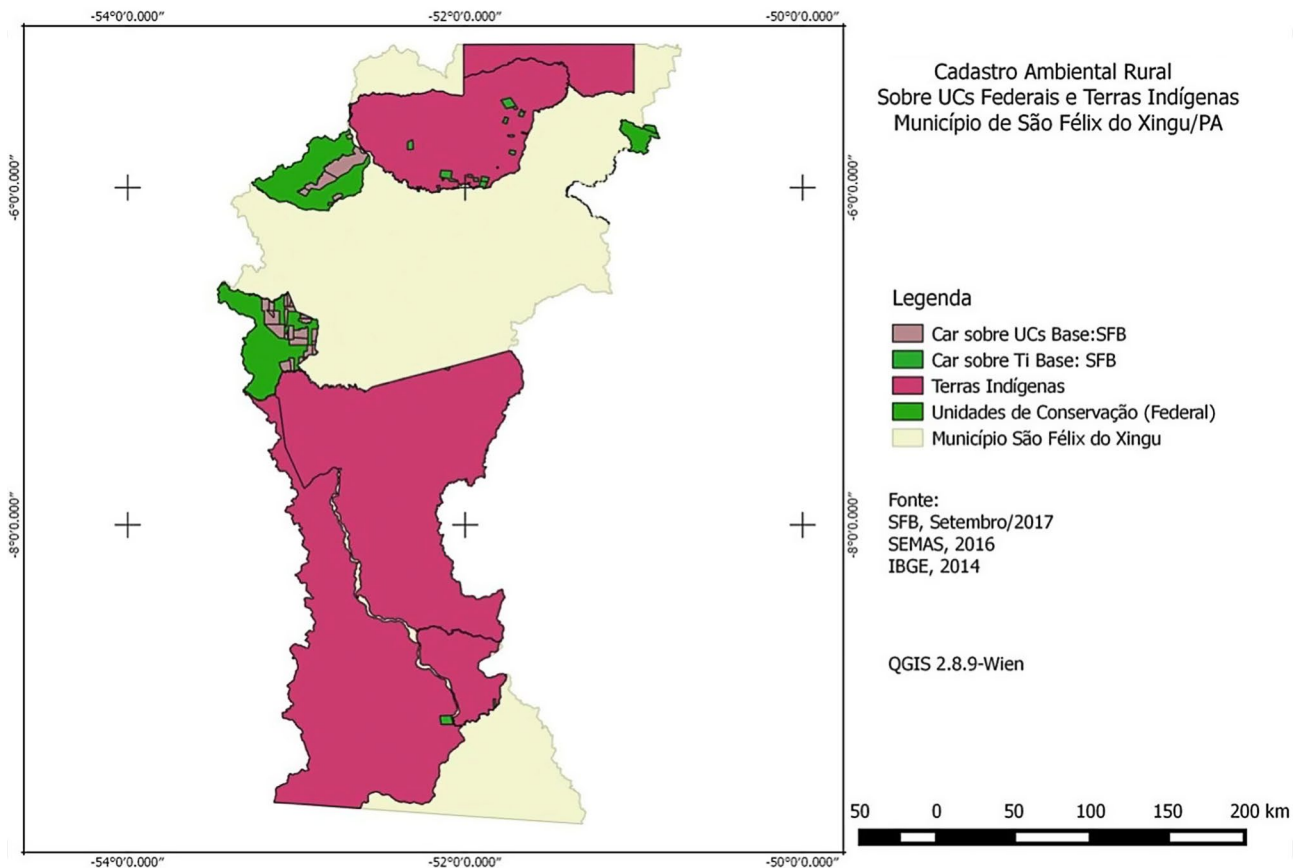 -54°0'0.000"
-52°0'0.000"
-50°0'0.000"
-6°0'0.000"
-6°0'0.000"
-8°0'0.000"
-8°0'0.000"
-54°0'0.000"
-52°0'0.000"
-50°0'0.000"
Cadastro Ambiental Rural
Sobre UCs Federais e Terras Indígenas
Município de São Félix do Xingu/PA
Legenda
Car sobre UCs Base:SFB
Car sobre Ti Base: SFB
Terras Indígenas
Unidades de Conservação (Federal)
Município São Félix do Xingu
Fonte:
SFB, Setembro/2017
SEMAS, 2016
IBGE, 2014
QGIS 2.8.9-Wien
50 0 50 100 150 200 km